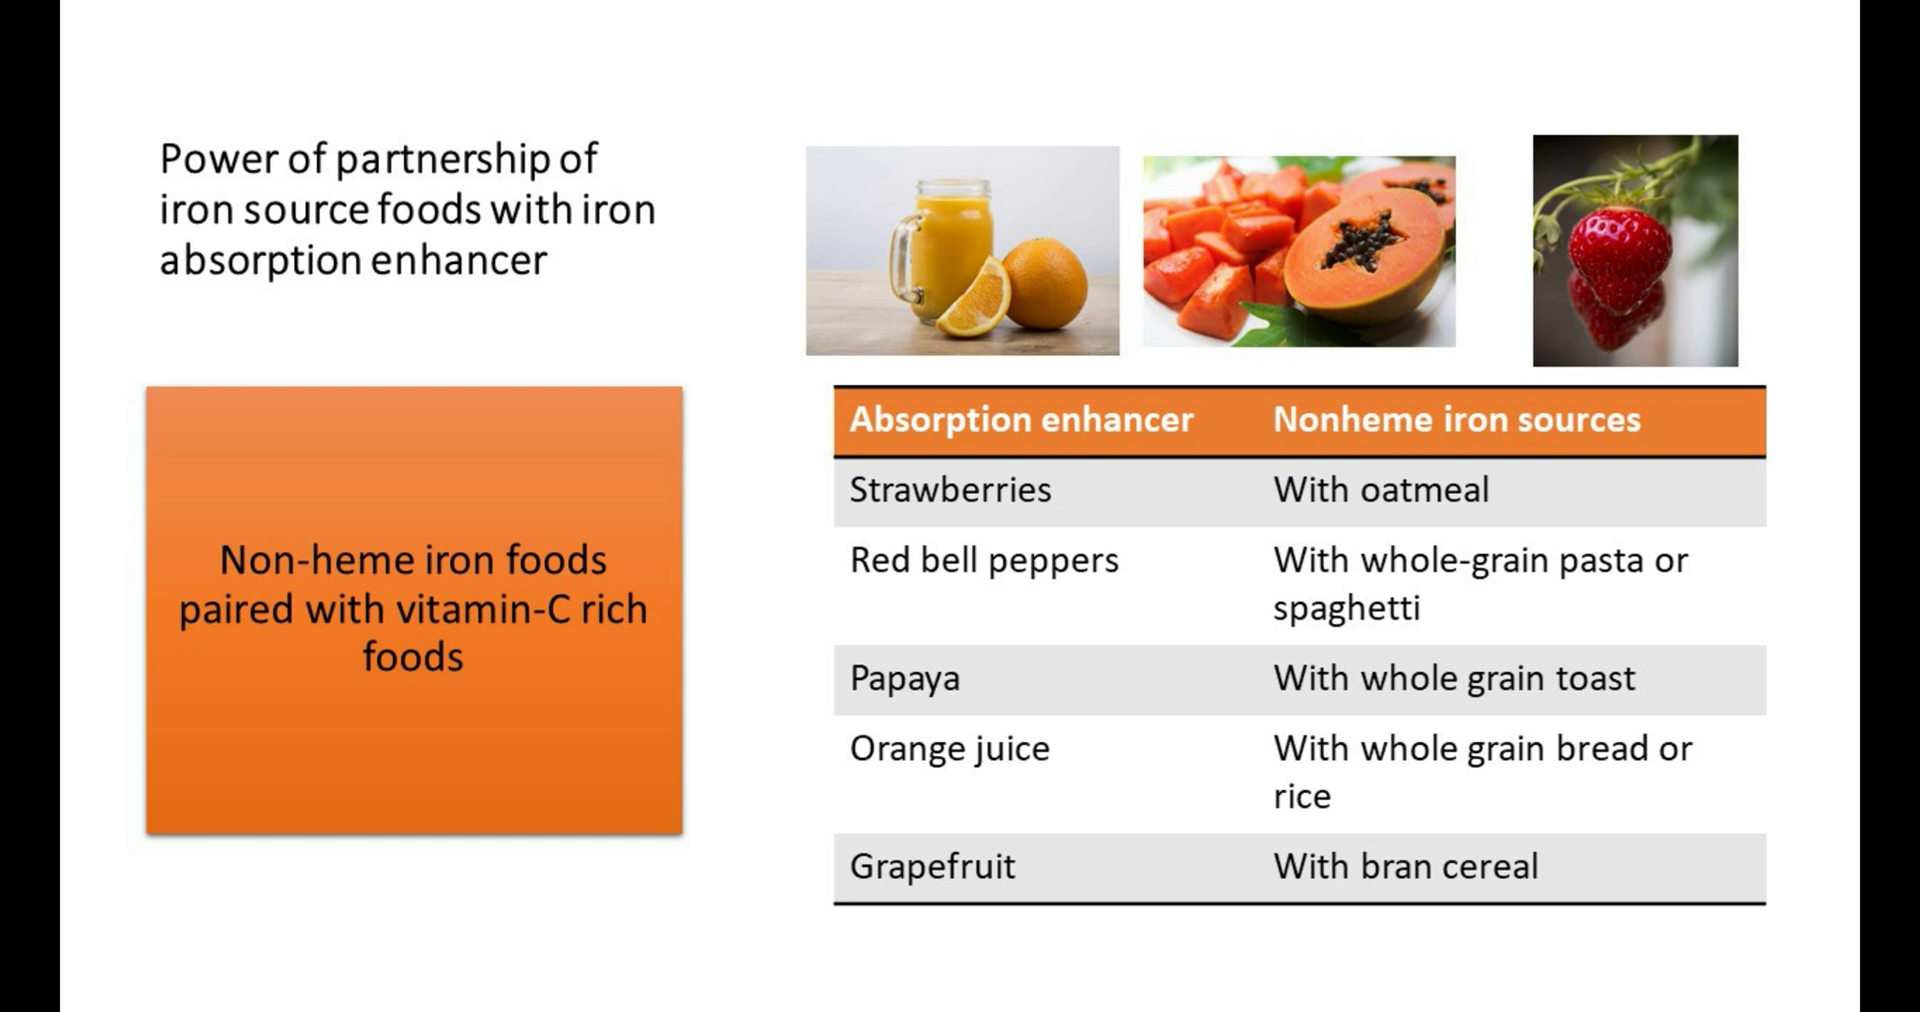 Power of partnership of
iron source foods with iron
absorption enhancer
Non-heme iron foods
paired with vitamin-C rich
foods
Absorption enhancer Nonheme iron sources
Strawberries With oatmeal
Red bell peppers With whole-grain pasta or
spaghetti
Papaya With whole grain toast
Orange juice With whole grain bread or
rice
Grapefruit With bran cereal